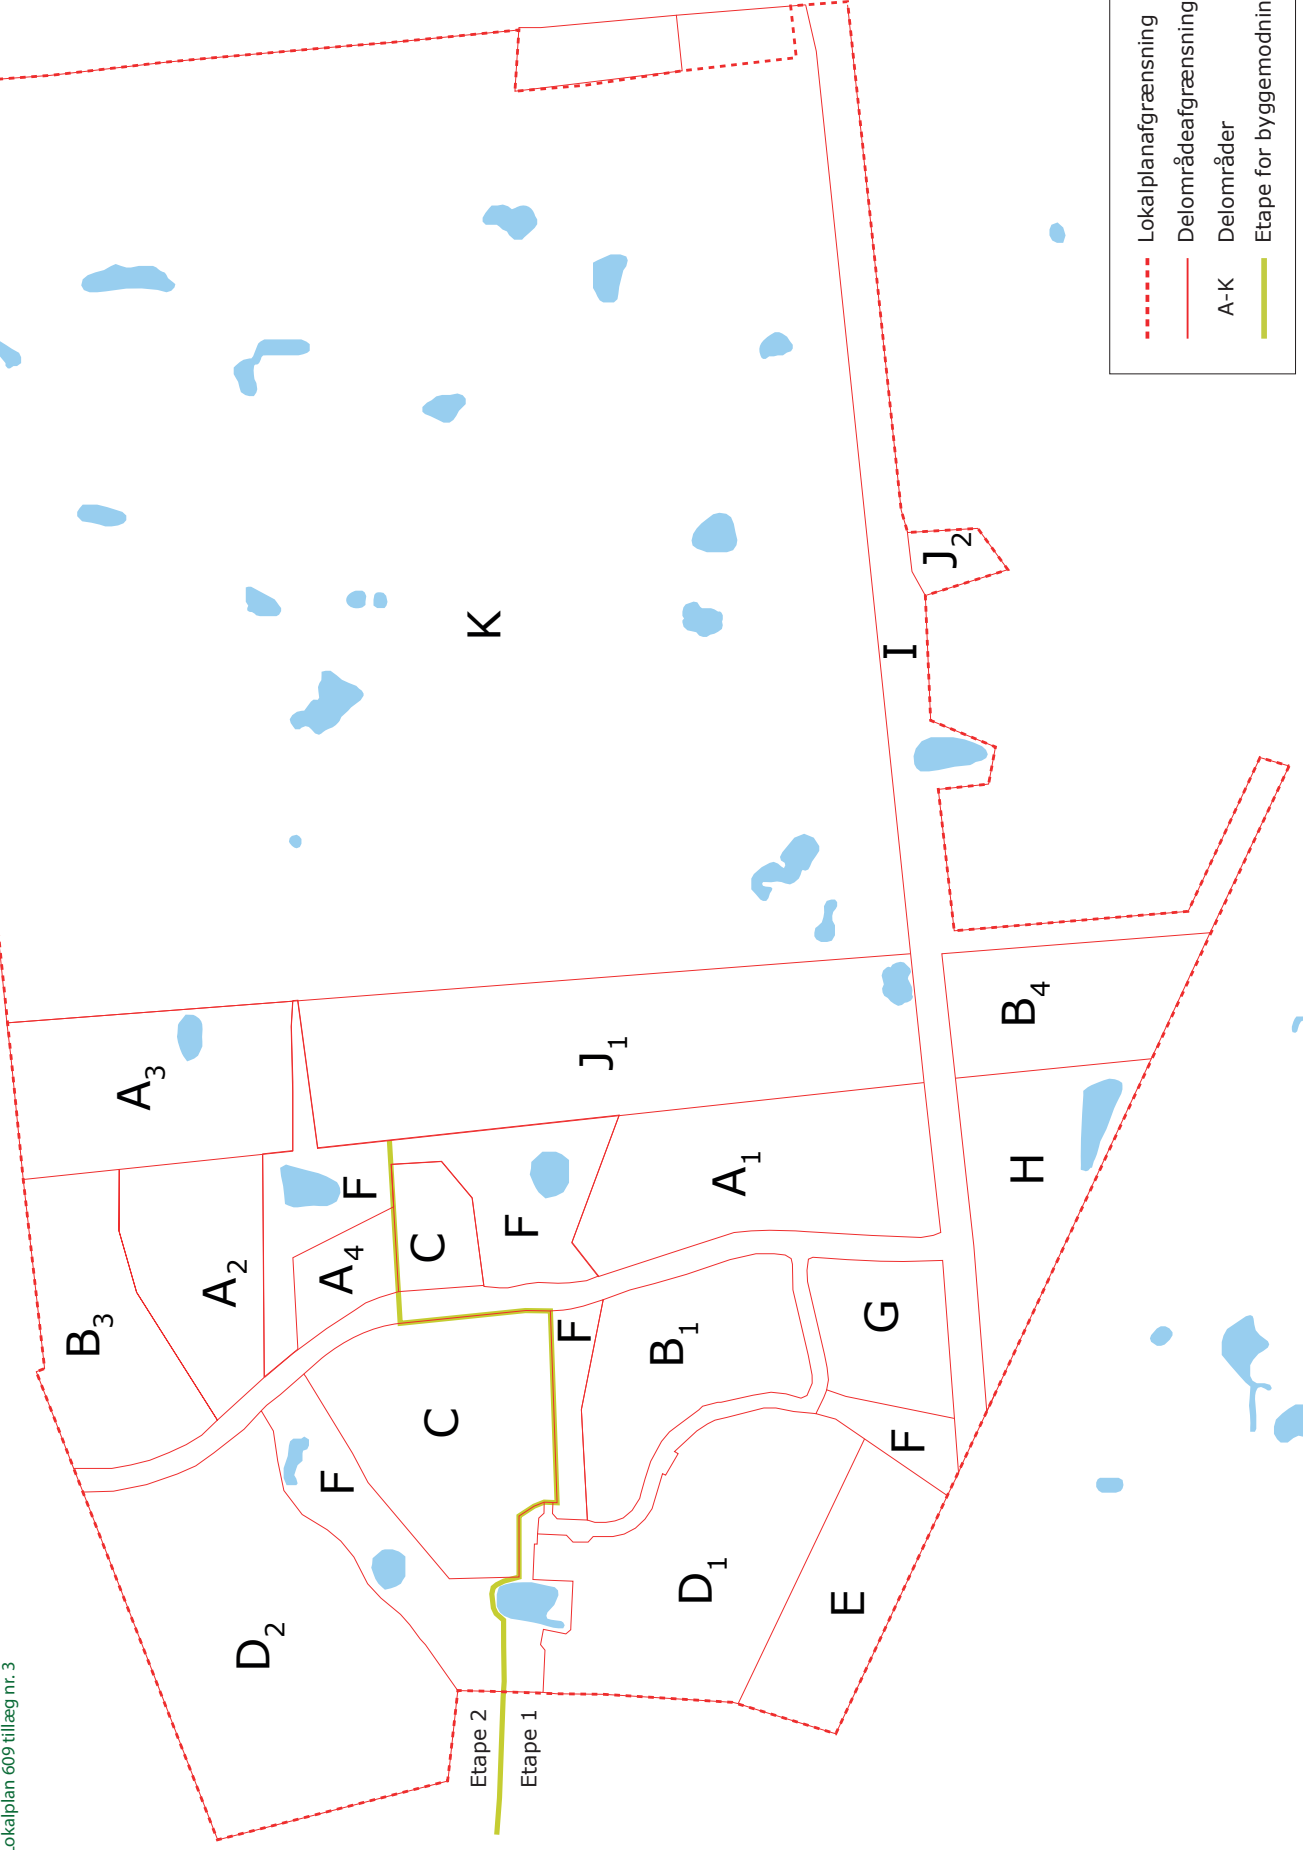 okalplan 609 tillæg nr. 3
D2
B3
A2
A3
F
A4
F
C
C
F
F
J1
K
Etape 2
Etape 1
D1
B1
A1
E
F
G
H
B4
I
J2
Lokalplanafgrænsning
Delområdeafgrænsning
A-K Delområder
Etape for byggemodnin